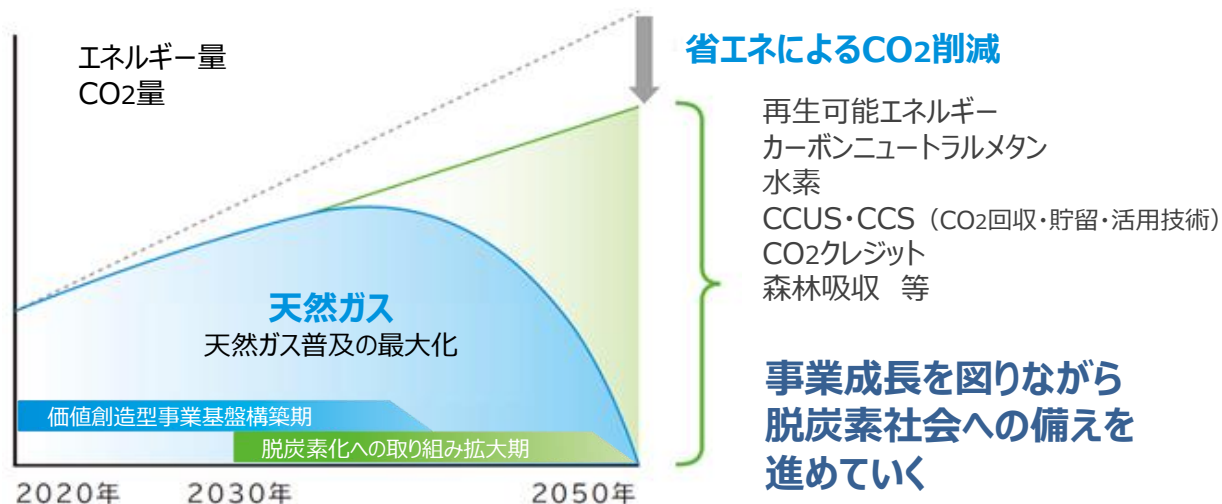 エネルギー量
CO2量
省エネによるCO2削減
再生可能エネルギー
カーボンニュートラルメタン
水素
CCUS・CCS（CO2回収・貯留・活用技術）
CO2クレジット
森林吸収　等
天然ガス
天然ガス普及の最大化
事業成長を図りながら
脱炭素社会への備えを
進めていく
価値創造型事業基盤構築期
脱炭素化への取り組み拡大期
2020年　2030年　2050年